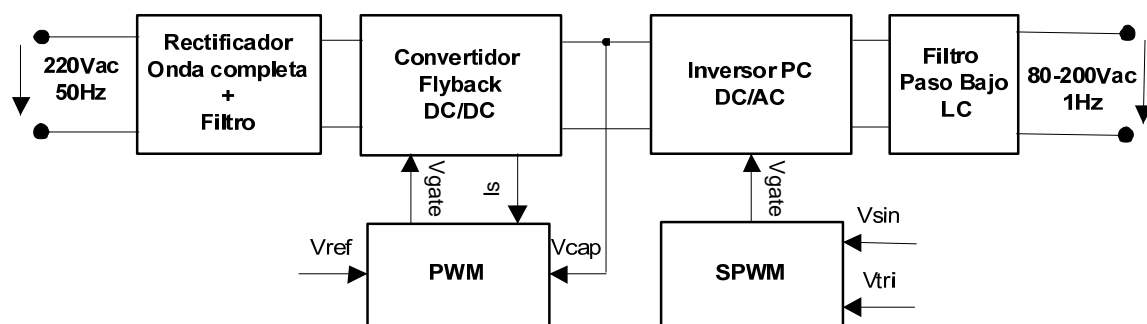 220Vac
50Hz
Rectificador
Onda completa
+
Filtro
Convertidor
Flyback
DC/DC
Inversor PC
DC/AC
Filtro
Paso Bajo
LC
80-200Vac
1Hz
Vgate
Is
Vgate
Vref
PWM
Vcap
SPWM
Vsin
Vtri